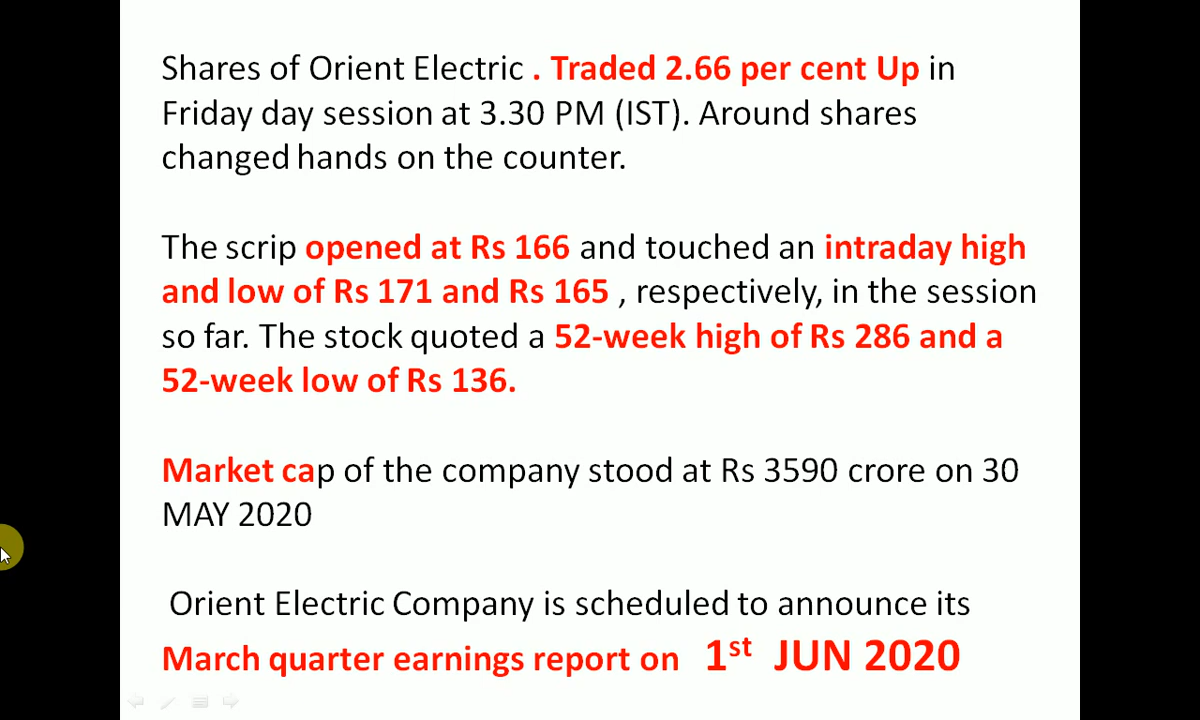 Shares of Orient Electric . Traded 2.66 per cent Up in
Friday day session at 3.30 PM (IST). Around shares
changed hands on the counter.
The scrip opened at Rs 166 and touched an intraday high
and low of Rs 171 and Rs 165 , respectively, in the session
so far. The stock quoted a 52-week high of Rs 286 and a
52-week low of Rs 136.
Market cap of the company stood at Rs 3590 crore on 30
MAY 2020
Orient Electric Company is scheduled to announce its
March quarter earnings report on 1st JUN 2020